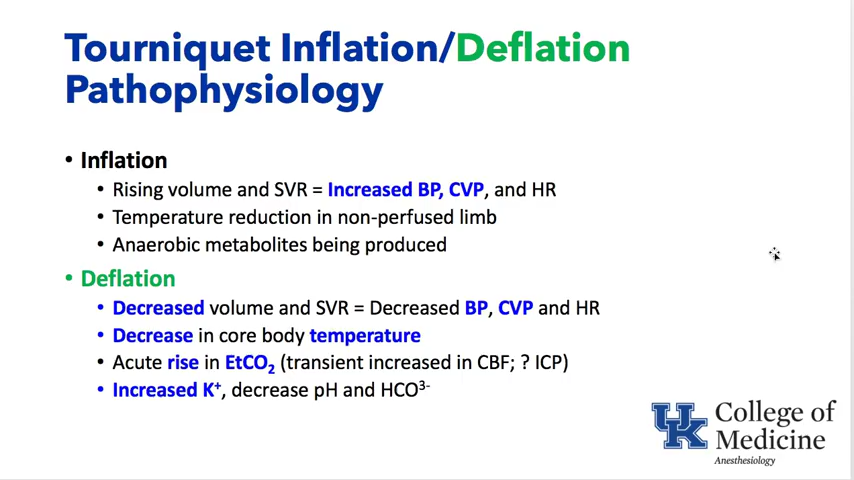 Tourniquet Inflation/Deflation
Pathophysiology
• Inflation
• Rising volume and SVR = Increased BP, CVP, and HR
• Temperature reduction in non-perfused limb
• Anaerobic metabolites being produced
• Deflation
• Decreased volume and SVR = Decreased BP, CVP and HR
• Decrease in core body temperature
• Acute rise in EtCO₂ (transient increased in CBF; ? ICP)
• Increased K⁺, decrease pH and HCO³⁻
UK College of
Medicine
Anesthesiology